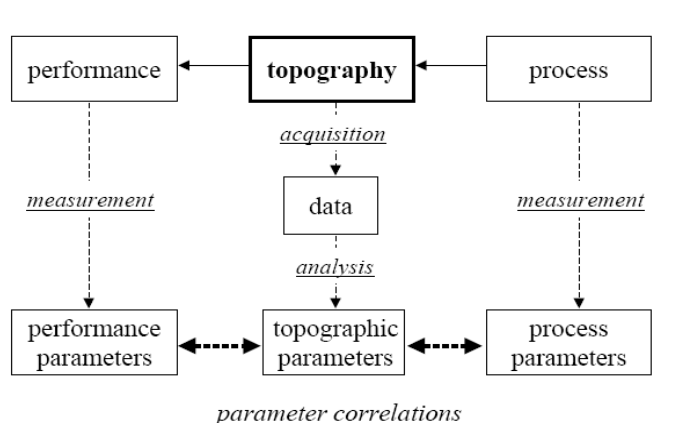 performance
topography
process
acquisition
measurement
data
measurement
analysis
performance
parameters
topographic
parameters
process
parameters
parameter correlations